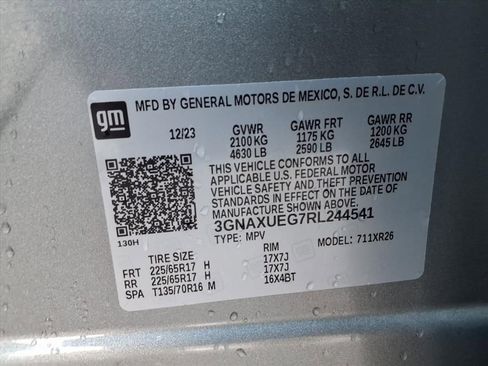 gm
MFD BY GENERAL MOTORS DE MEXICO, S. DE R.L. DE C.V.
12/23 GVWR GAWR FRT GAWR RR
2100 KG 1175 KG 1200 KG
4630 LB 2590 LB 2645 LB
THIS VEHICLE CONFORMS TO ALL
APPLICABLE U.S. FEDERAL MOTOR
VEHICLE SAFETY AND THEFT PREVENTION
STANDARDS IN EFFECT ON THE DATE OF
MANUFACTURE SHOWN ABOVE.
3GNAXUEG7RL244541
130H
TYPE: MPV MODEL: 711XR26
TIRE SIZE RIM
FRT 225/65R17 H 17X7J
RR 225/65R17 H 17X7J
SPA T135/70R16 M 16X4BT